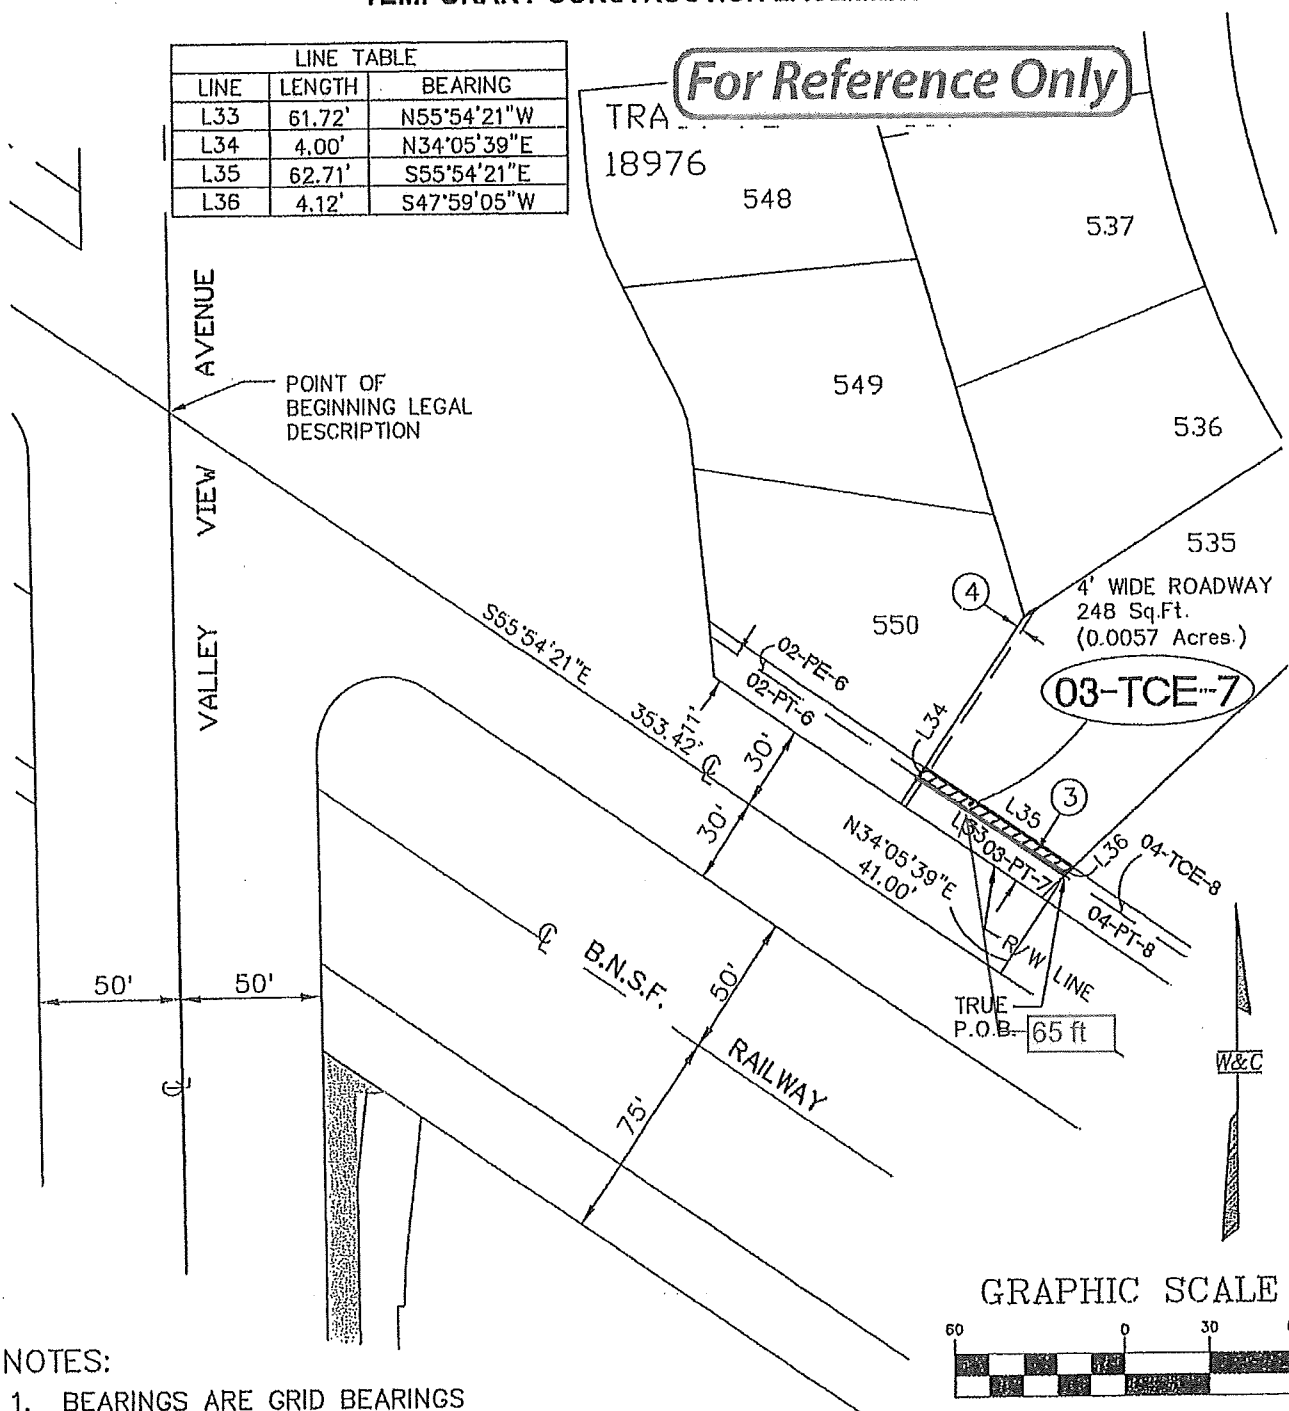 LINE TABLE
LINE LENGTH BEARING
L33 61.72' N55°54'21"W
L34 4.00' N34°05'39"E
L35 62.71' S55°54'21"E
L36 4.12' S47°59'05"W
For Reference Only
18976
548
537
549
536
535
550
VALLEY VIEW AVENUE
POINT OF
BEGINNING LEGAL
DESCRIPTION
4
4' WIDE ROADWAY
248 Sq.Ft.
(0.0057 Acres.)
03-TCE-7
S55°54'21"E
353.42'
02-PE-6
02-PT-6
11'
30'
30'
L34
L35
3
L33
03-PT-7
L36
04-TCE-8
04-PT-8
N34°05'39"E
41.00'
R/W LINE
TRUE
P.O.B.
65 ft
50'
50'
B.N.S.F. RAILWAY
50'
75'
W&C
GRAPHIC SCALE
60 0 30
NOTES:
1. BEARINGS ARE GRID BEARINGS